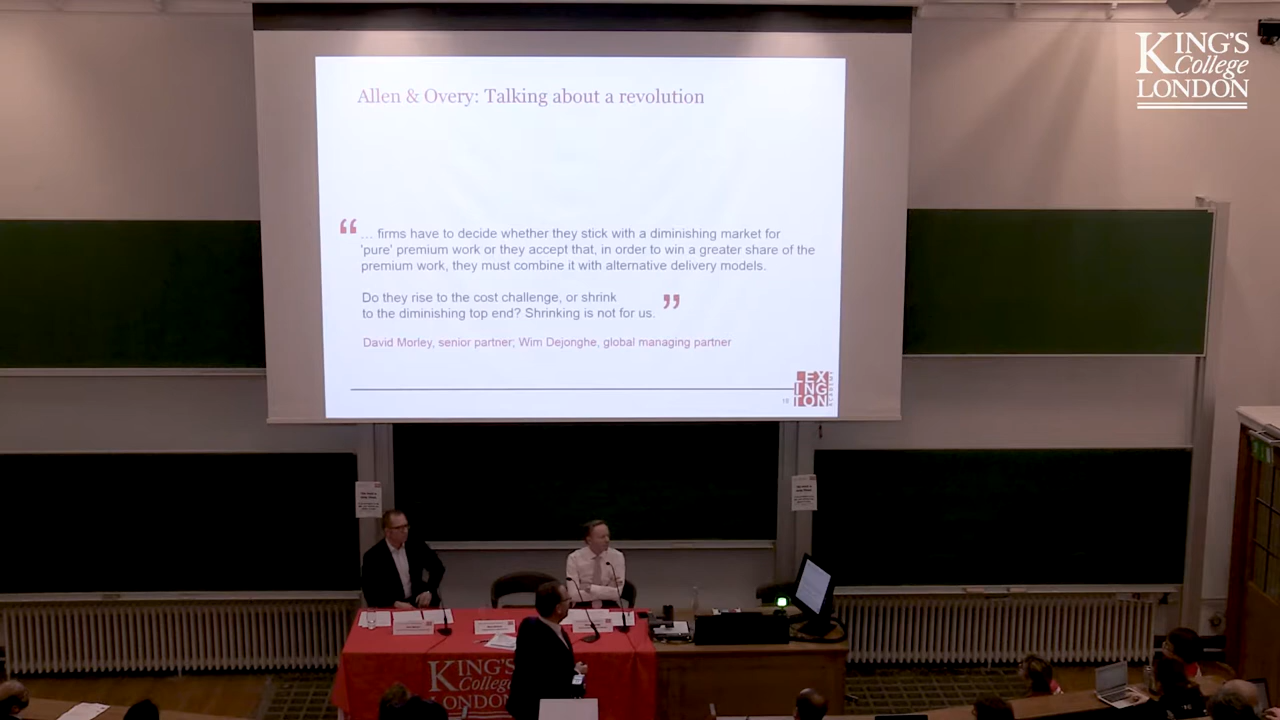 KING'S
College
LONDON
Allen & Overy: Talking about a revolution
“ ... firms have to decide whether they stick with a diminishing market for
'pure' premium work or they accept that, in order to win a greater share of the
premium work, they must combine it with alternative delivery models.
Do they rise to the cost challenge, or shrink
to the diminishing top end? Shrinking is not for us. ”
David Morley, senior partner; Wim Dejonghe, global managing partner
LEX
ING
TON
KING'S
College
LONDON